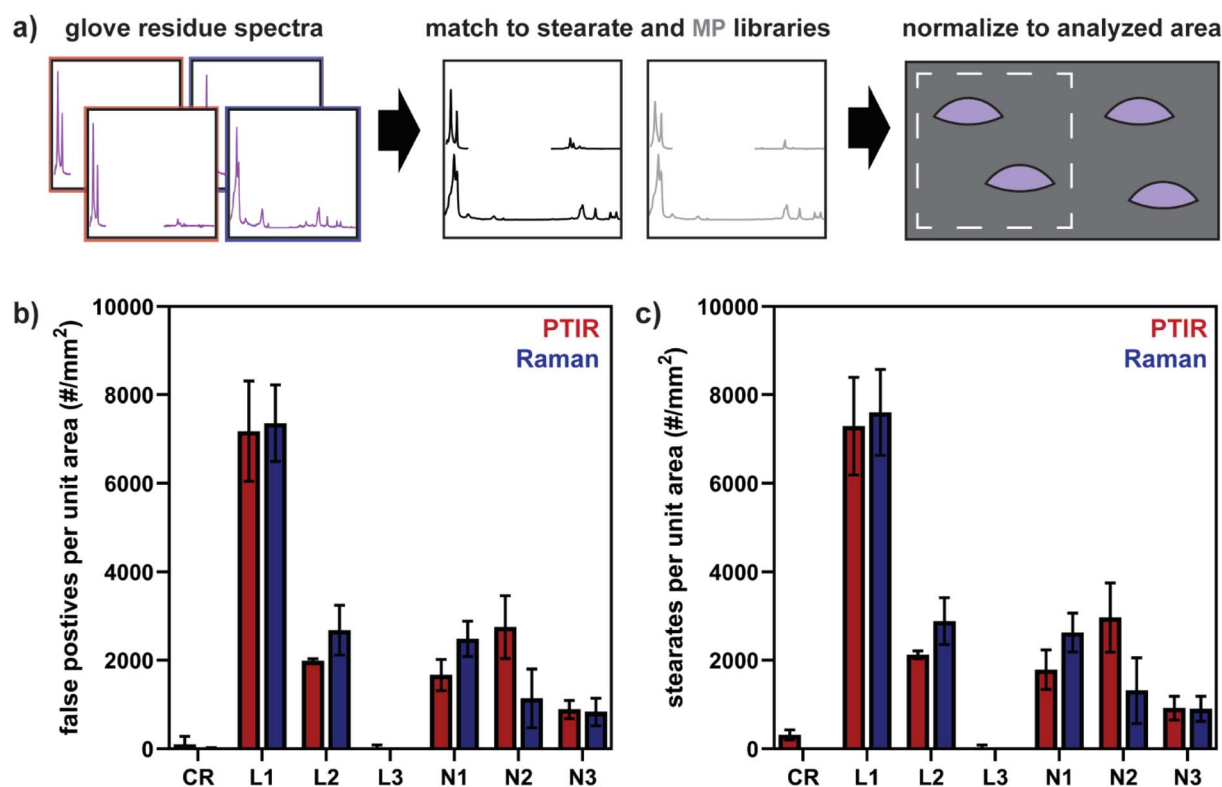 a) glove residue spectra match to stearate and MP libraries normalize to analyzed area
b)
false postives per unit area (#/mm²)
10000
8000
6000
4000
2000
0
PTIR
Raman
CR L1 L2 L3 N1 N2 N3
c)
stearates per unit area (#/mm²)
10000
8000
6000
4000
2000
0
PTIR
Raman
CR L1 L2 L3 N1 N2 N3